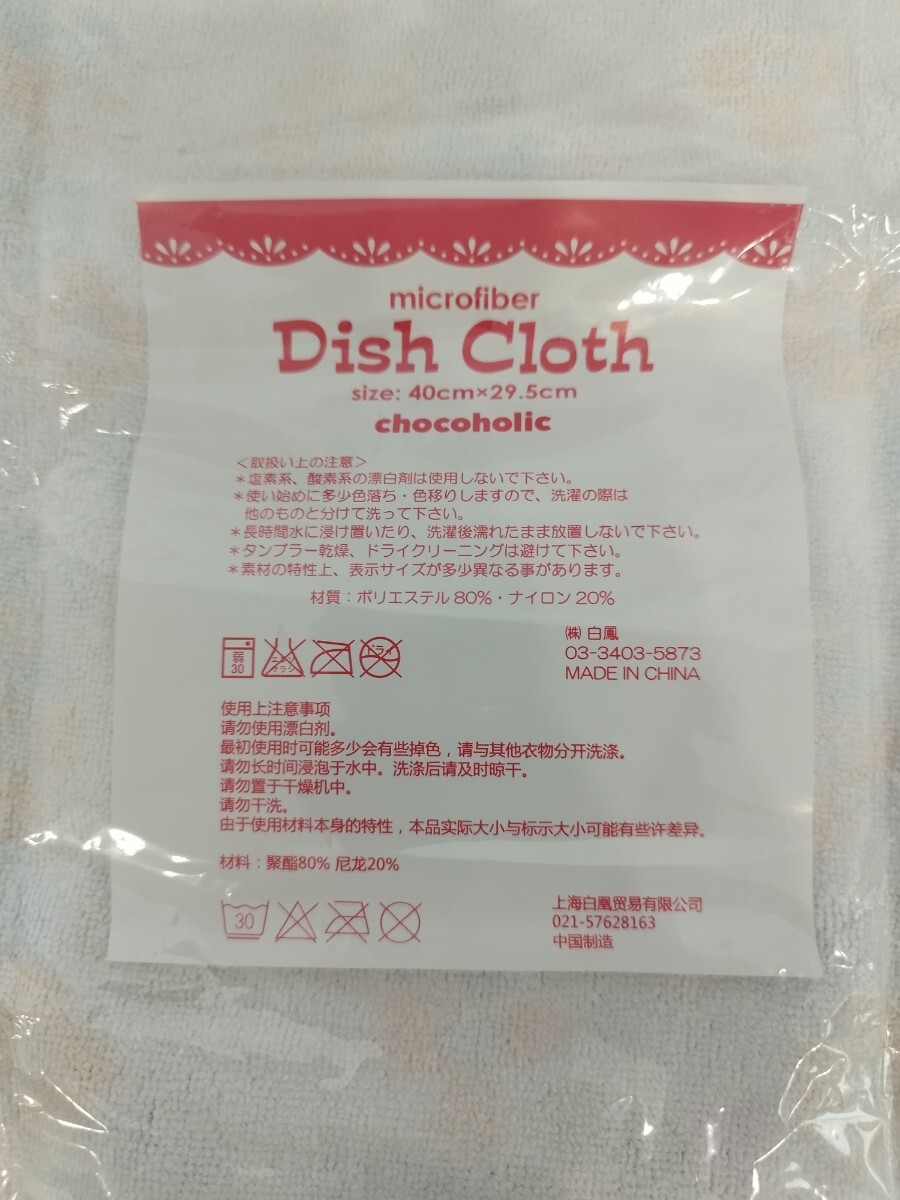 microfiber
Dish Cloth
size: 40cm×29.5cm
chocoholic
＜取扱い上の注意＞
＊塩素系、酸素系の漂白剤は使用しないで下さい。
＊使い始めに多少色落ち・色移りしますので、洗濯の際は
他のものと分けて洗って下さい。
＊長時間水に浸け置いたり、洗濯後濡れたまま放置しないで下さい。
＊タンブラー乾燥、ドライクリーニングは避けて下さい。
＊素材の特性上、表示サイズが多少異なる事があります。
材質：ポリエステル80%・ナイロン20%
弱
30
エンソ
サラシ
ドライ
㈱ 白鳳
03-3403-5873
MADE IN CHINA
使用上注意事项
请勿使用漂白剂。
最初使用时可能多少会有些掉色，请与其他衣物分开洗涤。
请勿长时间浸泡于水中。洗涤后请及时晾干。
请勿置于干燥机中。
请勿干洗。
由于使用材料本身的特性，本品实际大小与标示大小可能有些许差异。
材料：聚酯80% 尼龙20%
30
上海白凰贸易有限公司
021-57628163
中国制造